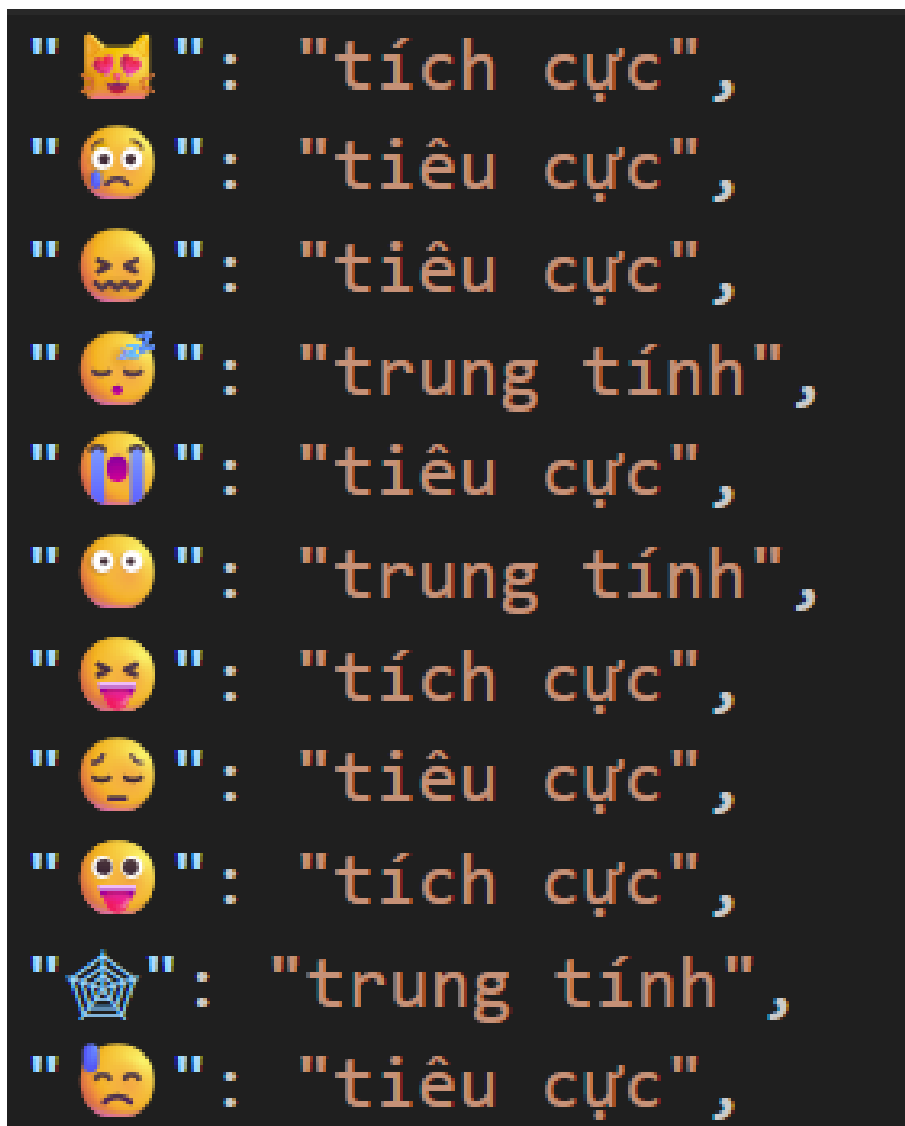 "😻": "tích cực",
"😢": "tiêu cực",
"😖": "tiêu cực",
"😴": "trung tính",
"😭": "tiêu cực",
"😶": "trung tính",
"😝": "tích cực",
"😔": "tiêu cực",
"😛": "tích cực",
"🕸": "trung tính",
"😓": "tiêu cực",